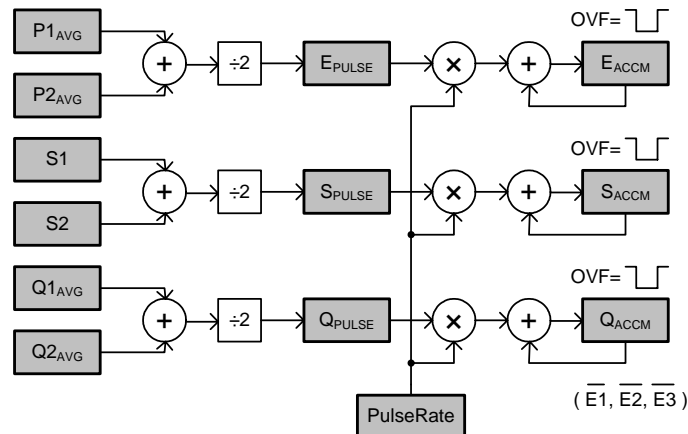 OVF=
P1AVG
+
÷2
EPULSE
×
+
EACCM
P2AVG
OVF=
S1
+
÷2
SPULSE
×
+
SACCM
S2
OVF=
Q1AVG
+
÷2
QPULSE
×
+
QACCM
Q2AVG
( E1, E2, E3 )
PulseRate